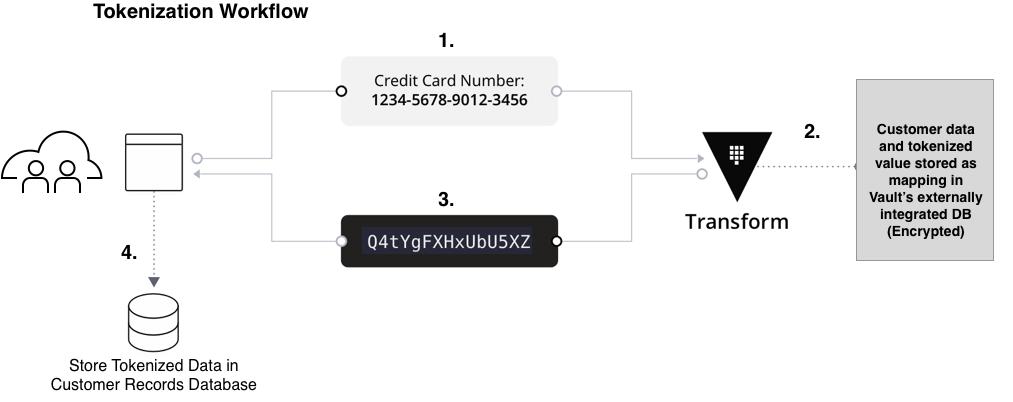 Tokenization Workflow
1.
Credit Card Number:
1234-5678-9012-3456
2.
Customer data
and tokenized
value stored as
mapping in
Vault's externally
integrated DB
(Encrypted)
Transform
3.
Q4tYgFXHxUbU5XZ
4.
Store Tokenized Data in
Customer Records Database